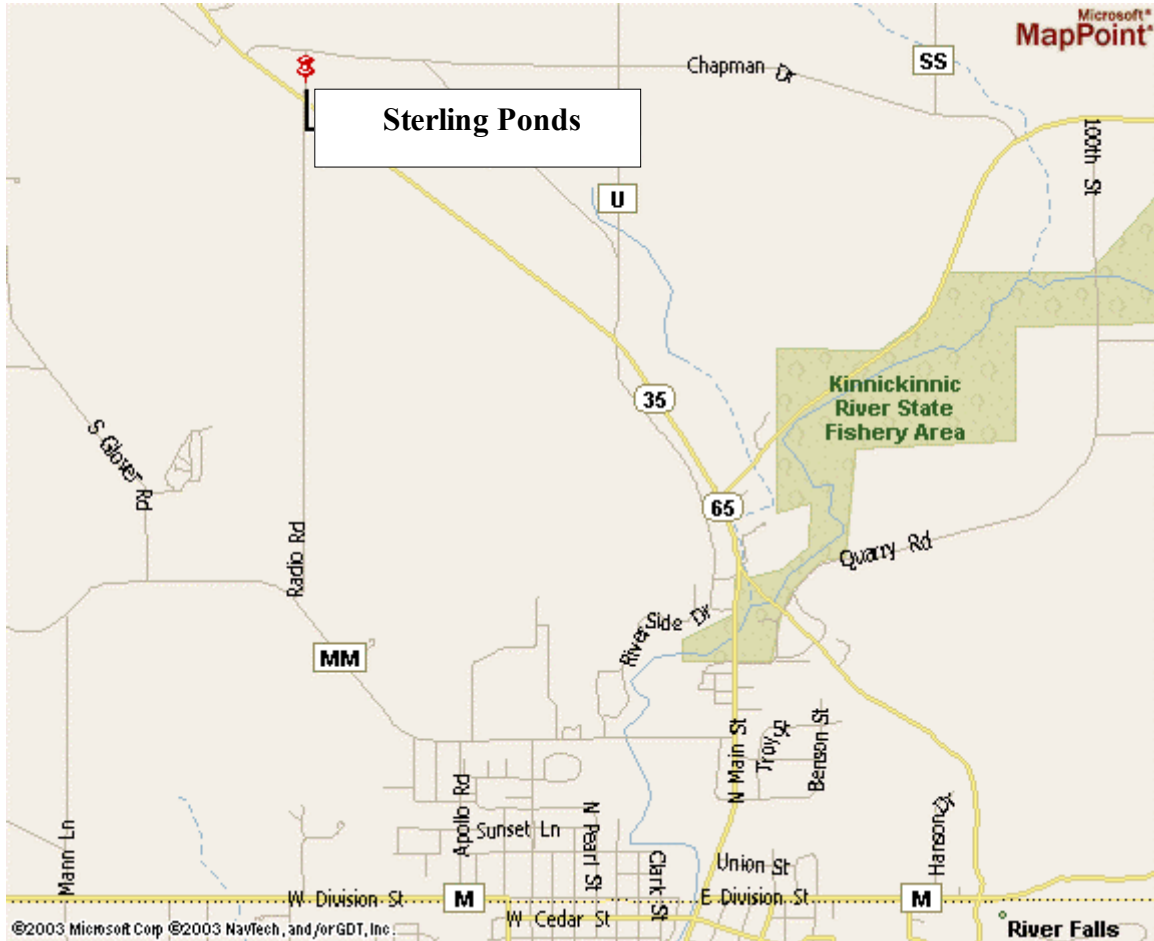 Microsoft®
MapPoint®
Chapman Dr
SS
Sterling Ponds
100th St
U
Kinnickinnic
River State
Fishery Area
35
S Glover Rd
65
Radio Rd
Quarry Rd
River Side Dr
MM
N Main St
Troy St
Benson St
Apollo Rd
Sunset Ln
N Pearl St
Mann Ln
Clark St
Union St
Hanson Dr
W Division St
M
E Division St
M
W Cedar St
©2003 Microsoft Corp ©2003 NavTech, and/or GDT, Inc.
River Falls